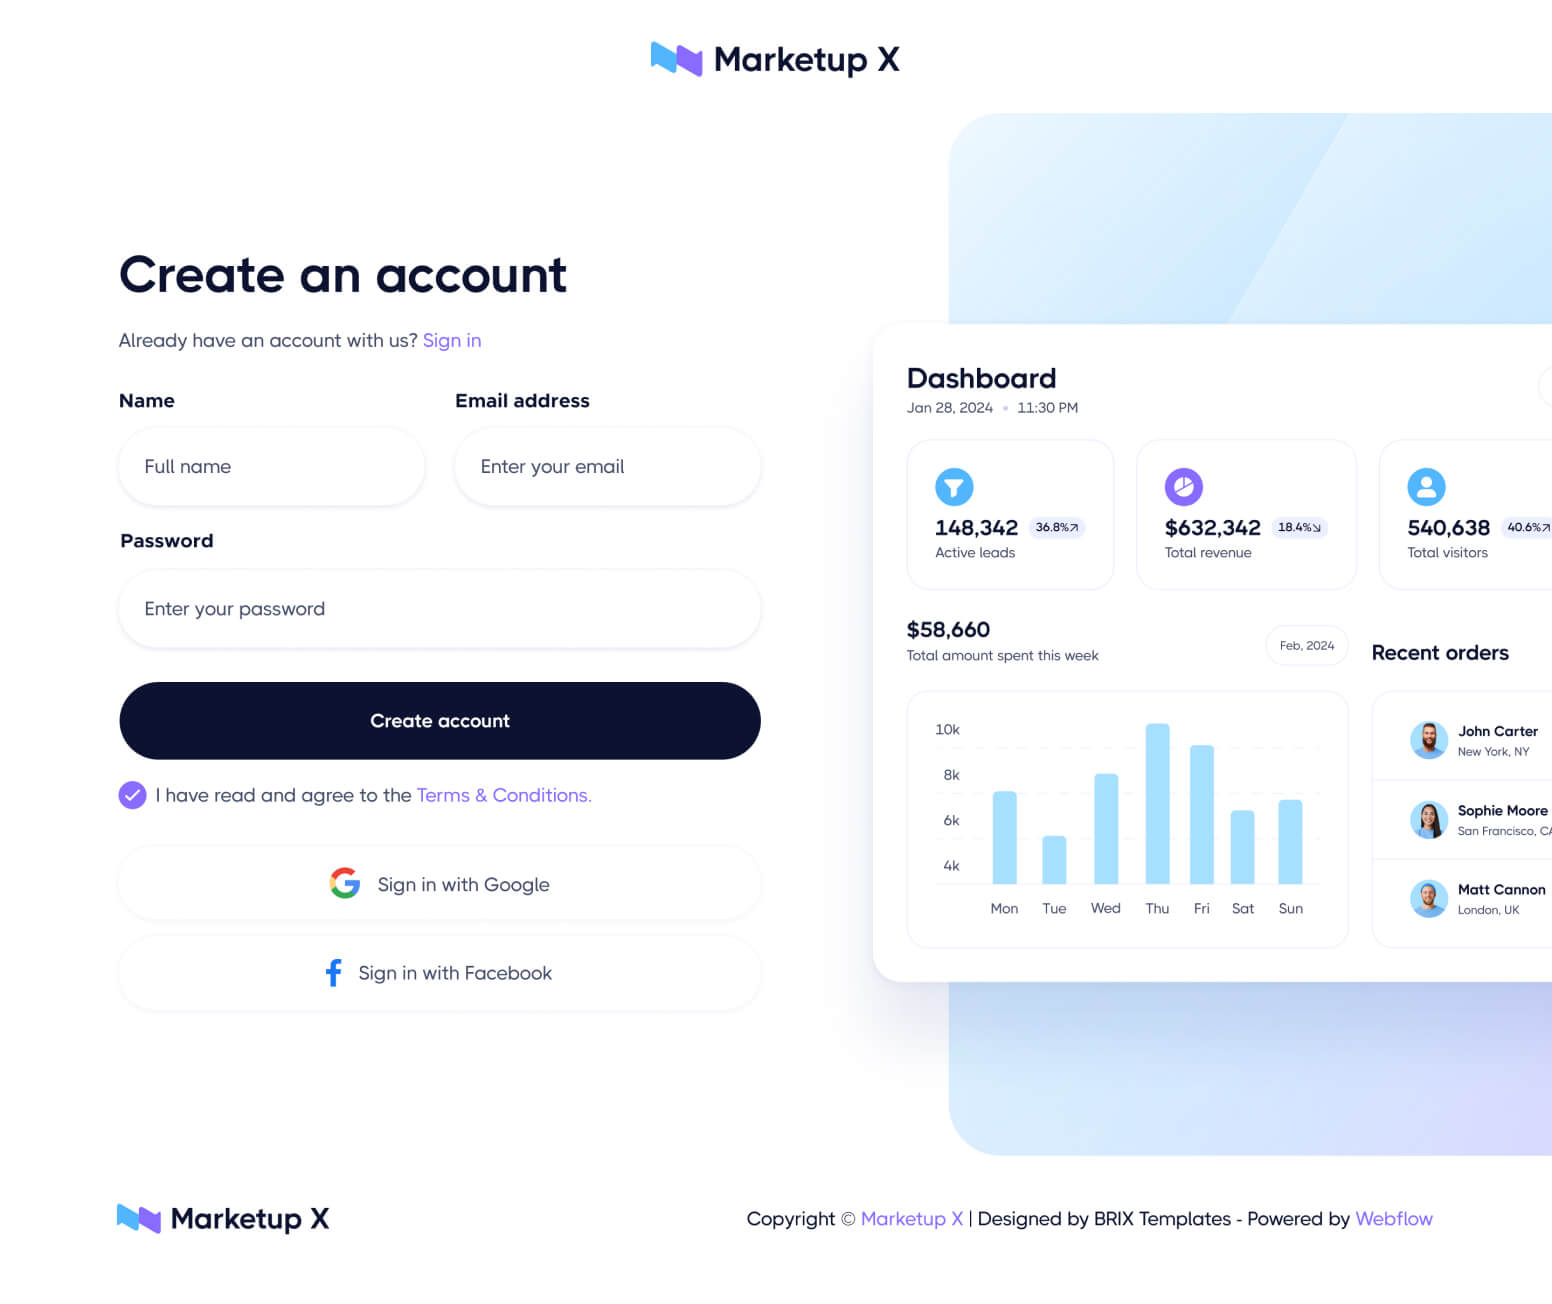 Marketup X
Create an account
Already have an account with us? Sign in
Name
Email address
Full name
Enter your email
Password
Enter your password
Create account
I have read and agree to the Terms & Conditions.
Sign in with Google
Sign in with Facebook
Dashboard
Jan 28, 2024 • 11:30 PM
148,342 36.8%↗
Active leads
$632,342 18.4%↘
Total revenue
540,638 40.6%↗
Total visitors
$58,660
Total amount spent this week
Feb, 2024
10k
8k
6k
4k
Mon Tue Wed Thu Fri Sat Sun
Recent orders
John Carter
New York, NY
Sophie Moore
San Francisco, CA
Matt Cannon
London, UK
Marketup X
Copyright © Marketup X | Designed by BRIX Templates - Powered by Webflow